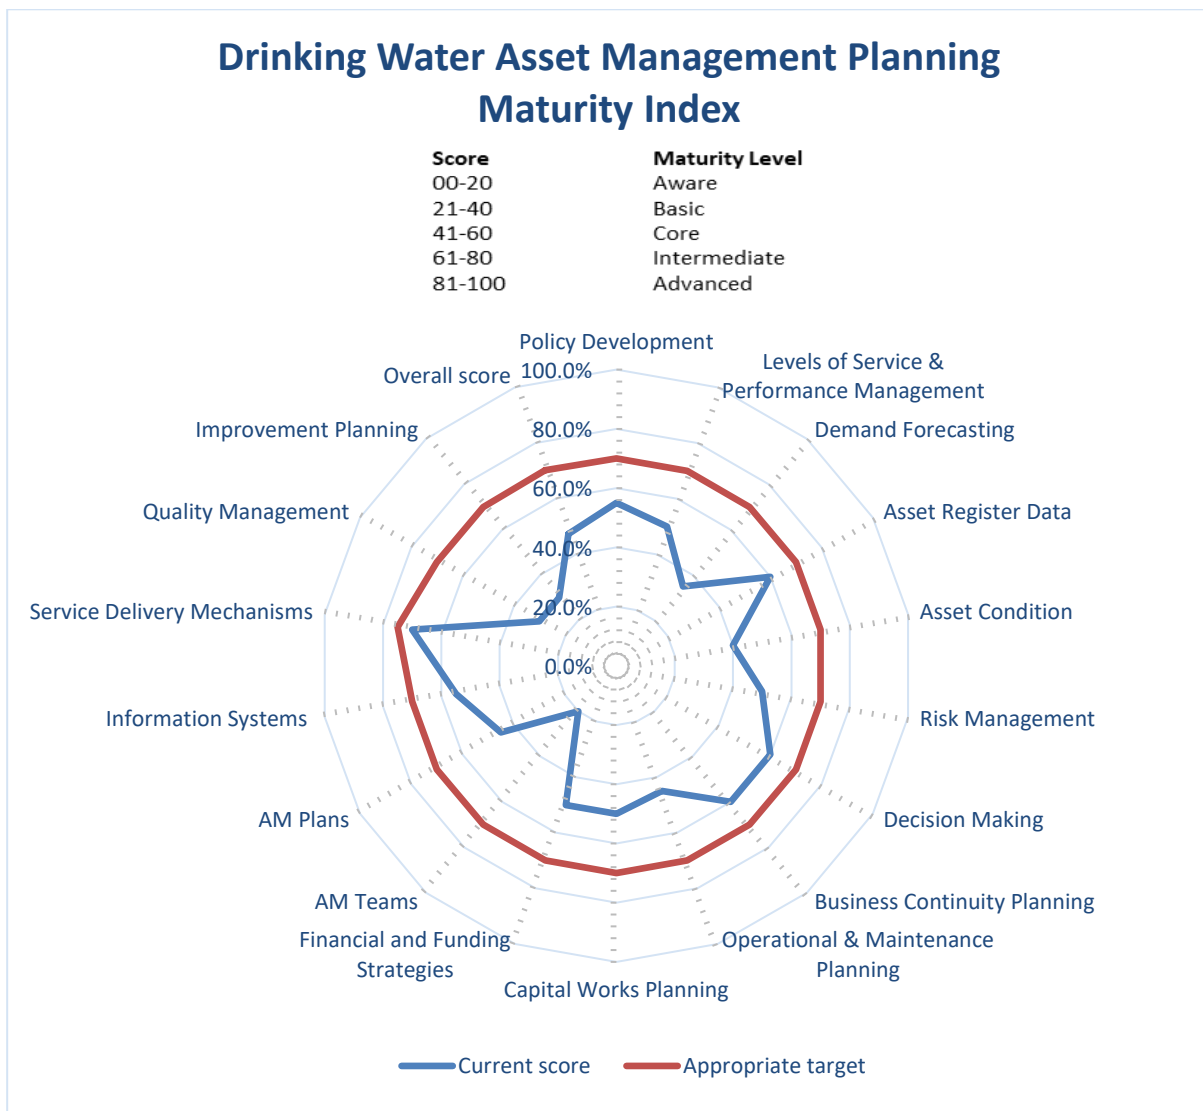 Drinking Water Asset Management Planning
Maturity Index
Score Maturity Level
00-20 Aware
21-40 Basic
41-60 Core
61-80 Intermediate
81-100 Advanced
Policy Development
Levels of Service &
Performance Management
Demand Forecasting
Asset Register Data
Asset Condition
Risk Management
Decision Making
Business Continuity Planning
Operational & Maintenance
Planning
Capital Works Planning
Financial and Funding
Strategies
AM Teams
AM Plans
Information Systems
Service Delivery Mechanisms
Quality Management
Improvement Planning
Overall score
100.0%
80.0%
60.0%
40.0%
20.0%
0.0%
Current score
Appropriate target